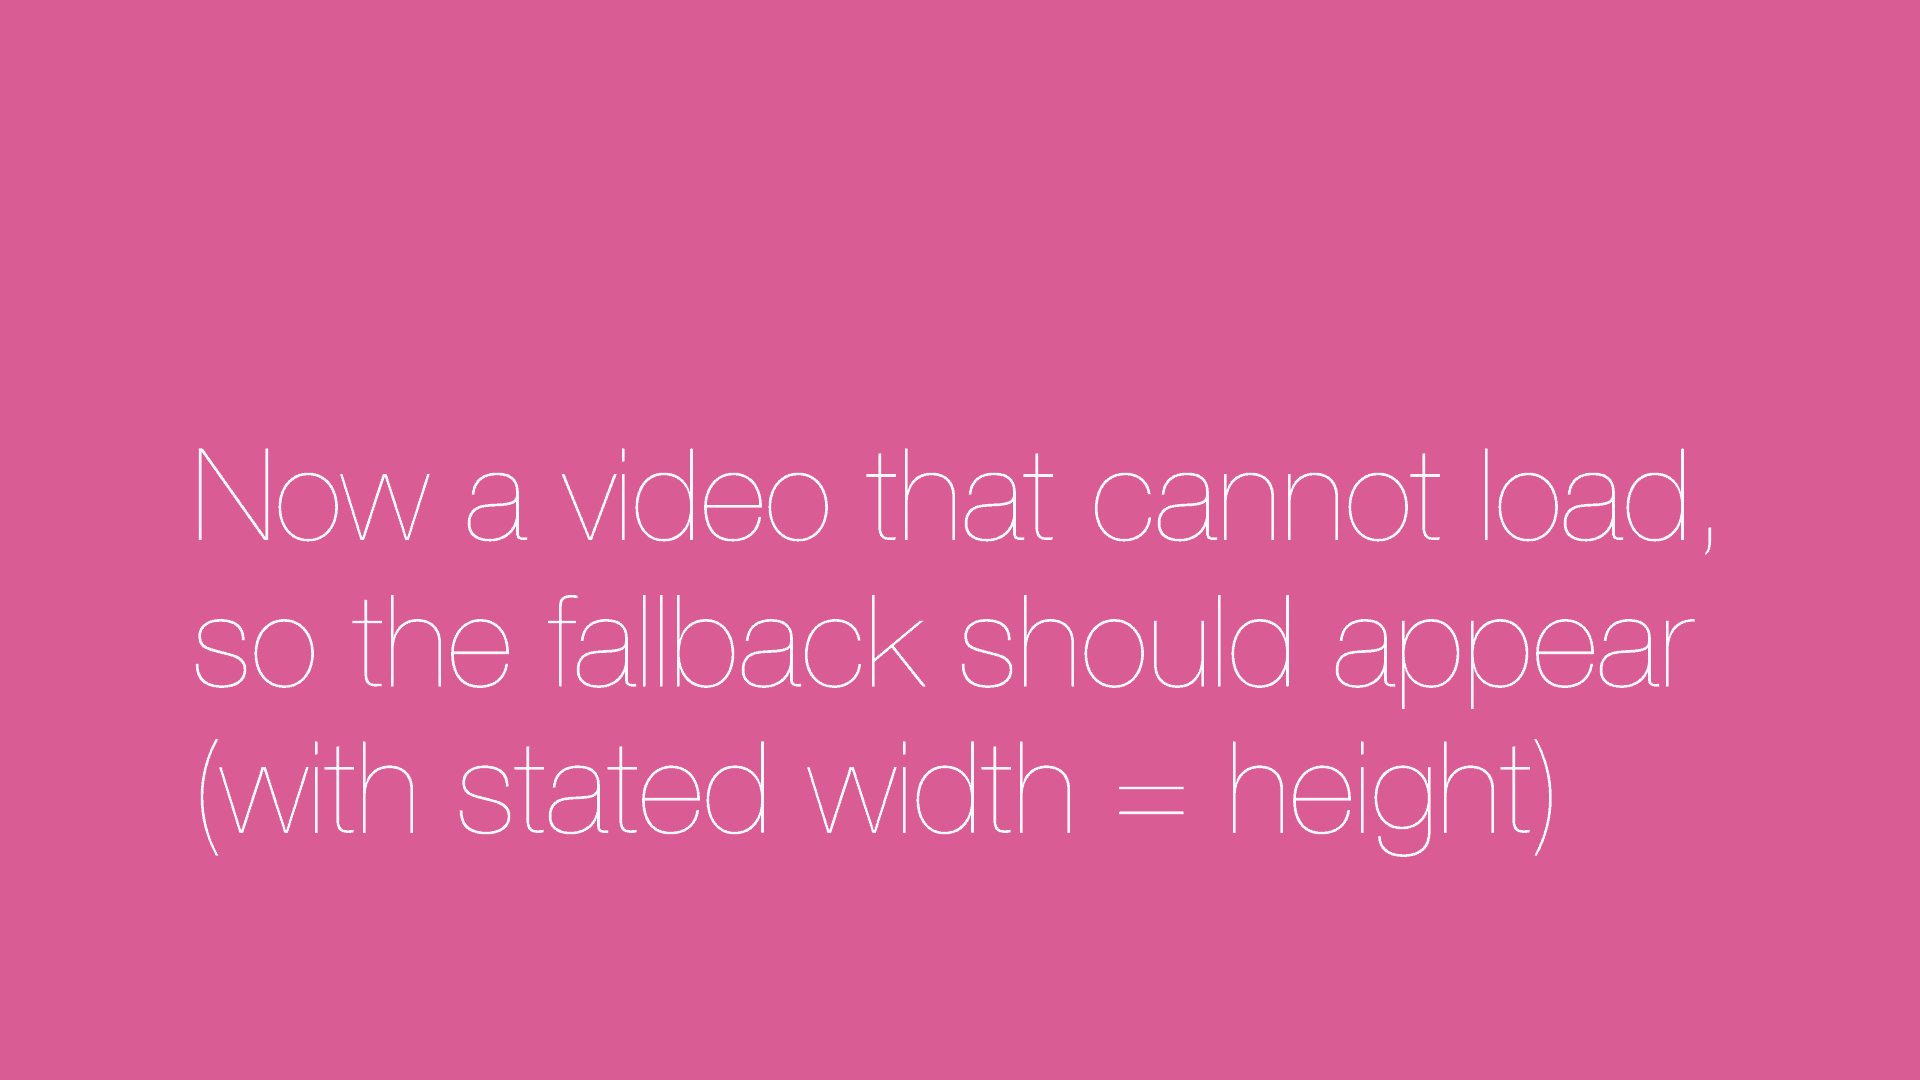 Now a video that cannot load,
so the fallback should appear
(with stated width = height)